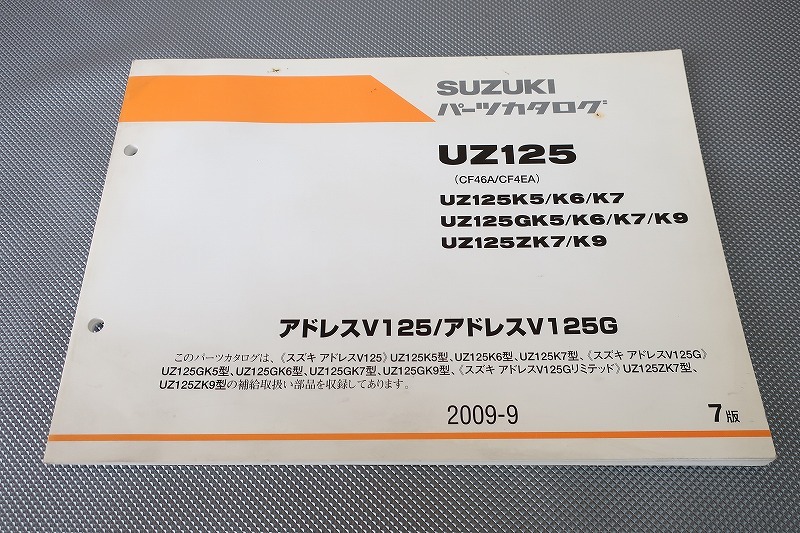 SUZUKI
パーツカタログ
UZ125
(CF46A/CF4EA)
UZ125K5/K6/K7
UZ125GK5/K6/K7/K9
UZ125ZK7/K9
アドレスV125/アドレスV125G
このパーツカタログは、《スズキ アドレスV125》UZ125K5型、UZ125K6型、UZ125K7型、《スズキ アドレスV125G》
UZ125GK5型、UZ125GK6型、UZ125GK7型、UZ125GK9型、《スズキ アドレスV125Gリミテッド》UZ125ZK7型、
UZ125ZK9型の補給取扱い部品を収録してあります。
2009-9
7版